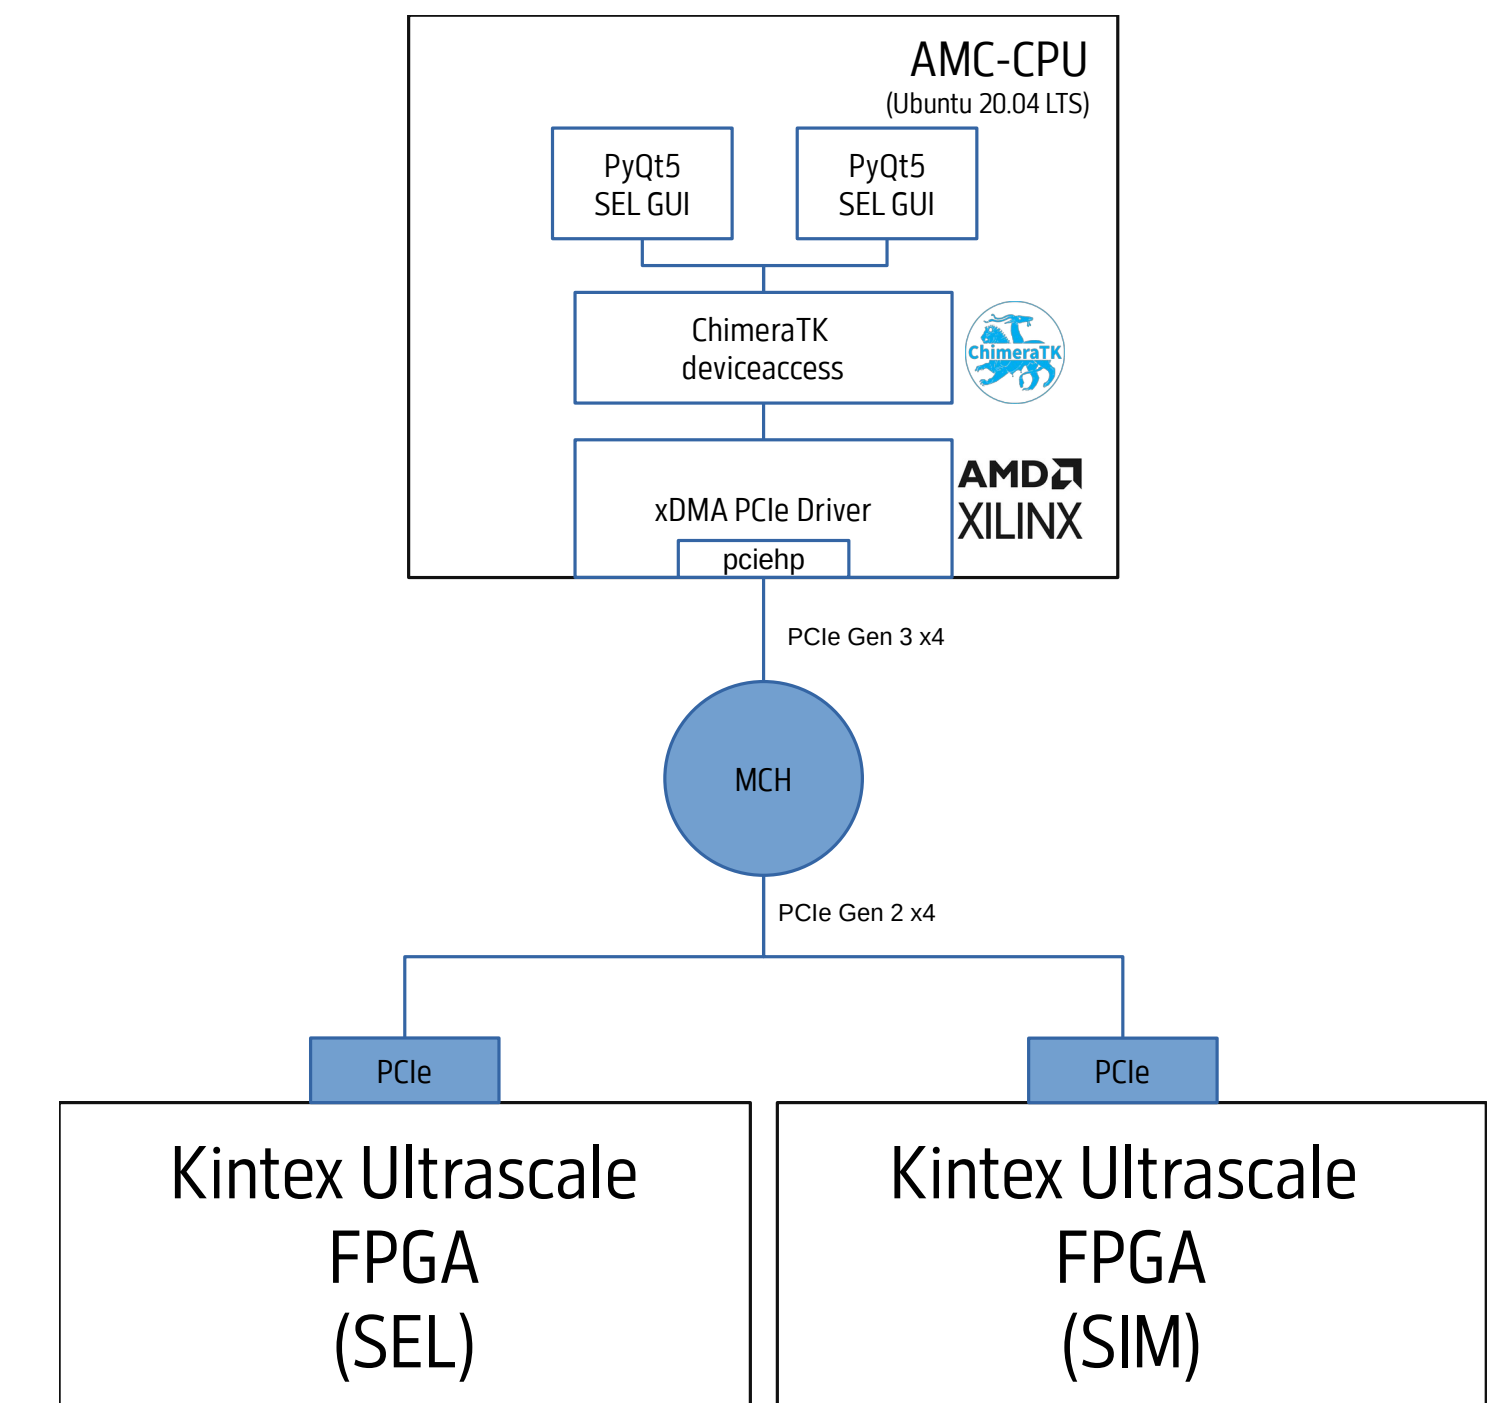 AMC-CPU
(Ubuntu 20.04 LTS)
PyQt5
SEL GUI
PyQt5
SEL GUI
ChimeraTK
deviceaccess
ChimeraTK
xDMA PCIe Driver
AMD
XILINX
pciehp
PCIe Gen 3 x4
MCH
PCIe Gen 2 x4
PCIe
PCIe
Kintex Ultrascale
FPGA
(SEL)
Kintex Ultrascale
FPGA
(SIM)